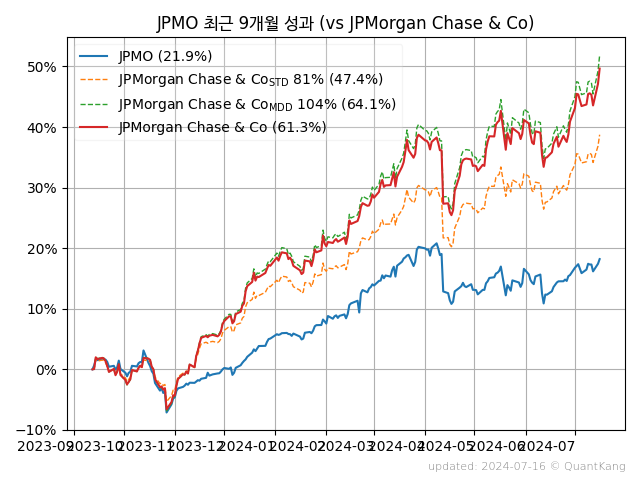 JPMO 최근 9개월 성과 (vs JPMorgan Chase & Co)
JPMO (21.9%)
JPMorgan Chase & Co_STD 81% (47.4%)
JPMorgan Chase & Co_MDD 104% (64.1%)
JPMorgan Chase & Co (61.3%)
50%
40%
30%
20%
10%
0%
−10%
2023-09 2023-10 2023-11 2023-12 2024-01 2024-02 2024-03 2024-04 2024-05 2024-06 2024-07
updated: 2024-07-16 © QuantKang